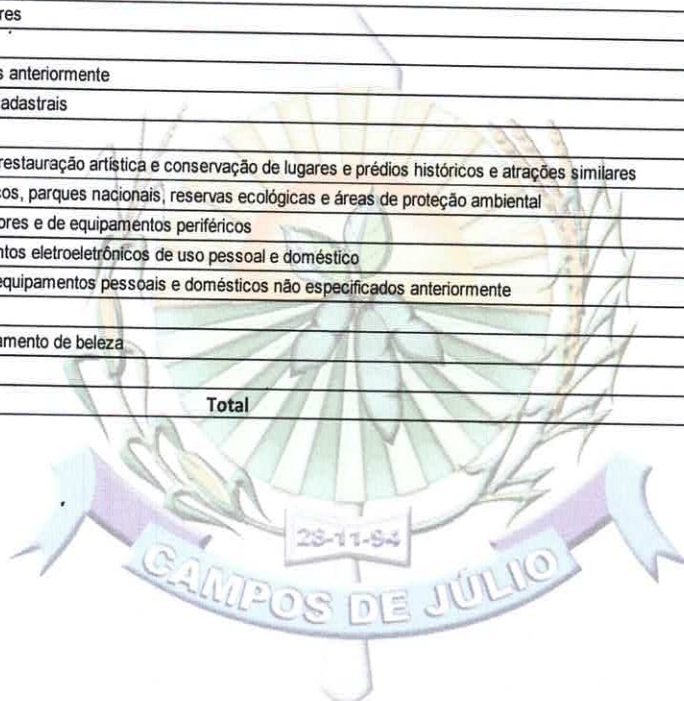 res
s anteriormente
adastrais
restauração artística e conservação de lugares e prédios históricos e atrações similares
cos, parques nacionais, reservas ecológicas e áreas de proteção ambiental
ores e de equipamentos periféricos
ntos eletroeletrônicos de uso pessoal e doméstico
equipamentos pessoais e domésticos não especificados anteriormente
amento de beleza
Total
28-11-94
CAMPOS DE JÚLIO